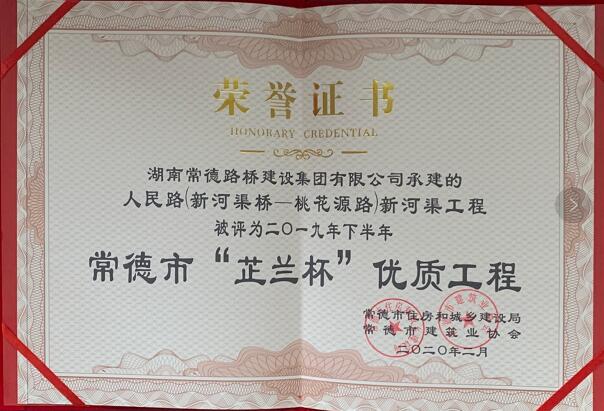 荣誉证书
HONORARY CREDENTIAL
湖南常德路桥建设集团有限公司承建的
人民路(新河渠桥—桃花源路)新河渠工程
被评为二〇一九年下半年
常德市“芷兰杯”优质工程
常德市住房和城乡建设局
常德市建筑业协会
二〇二〇年二月